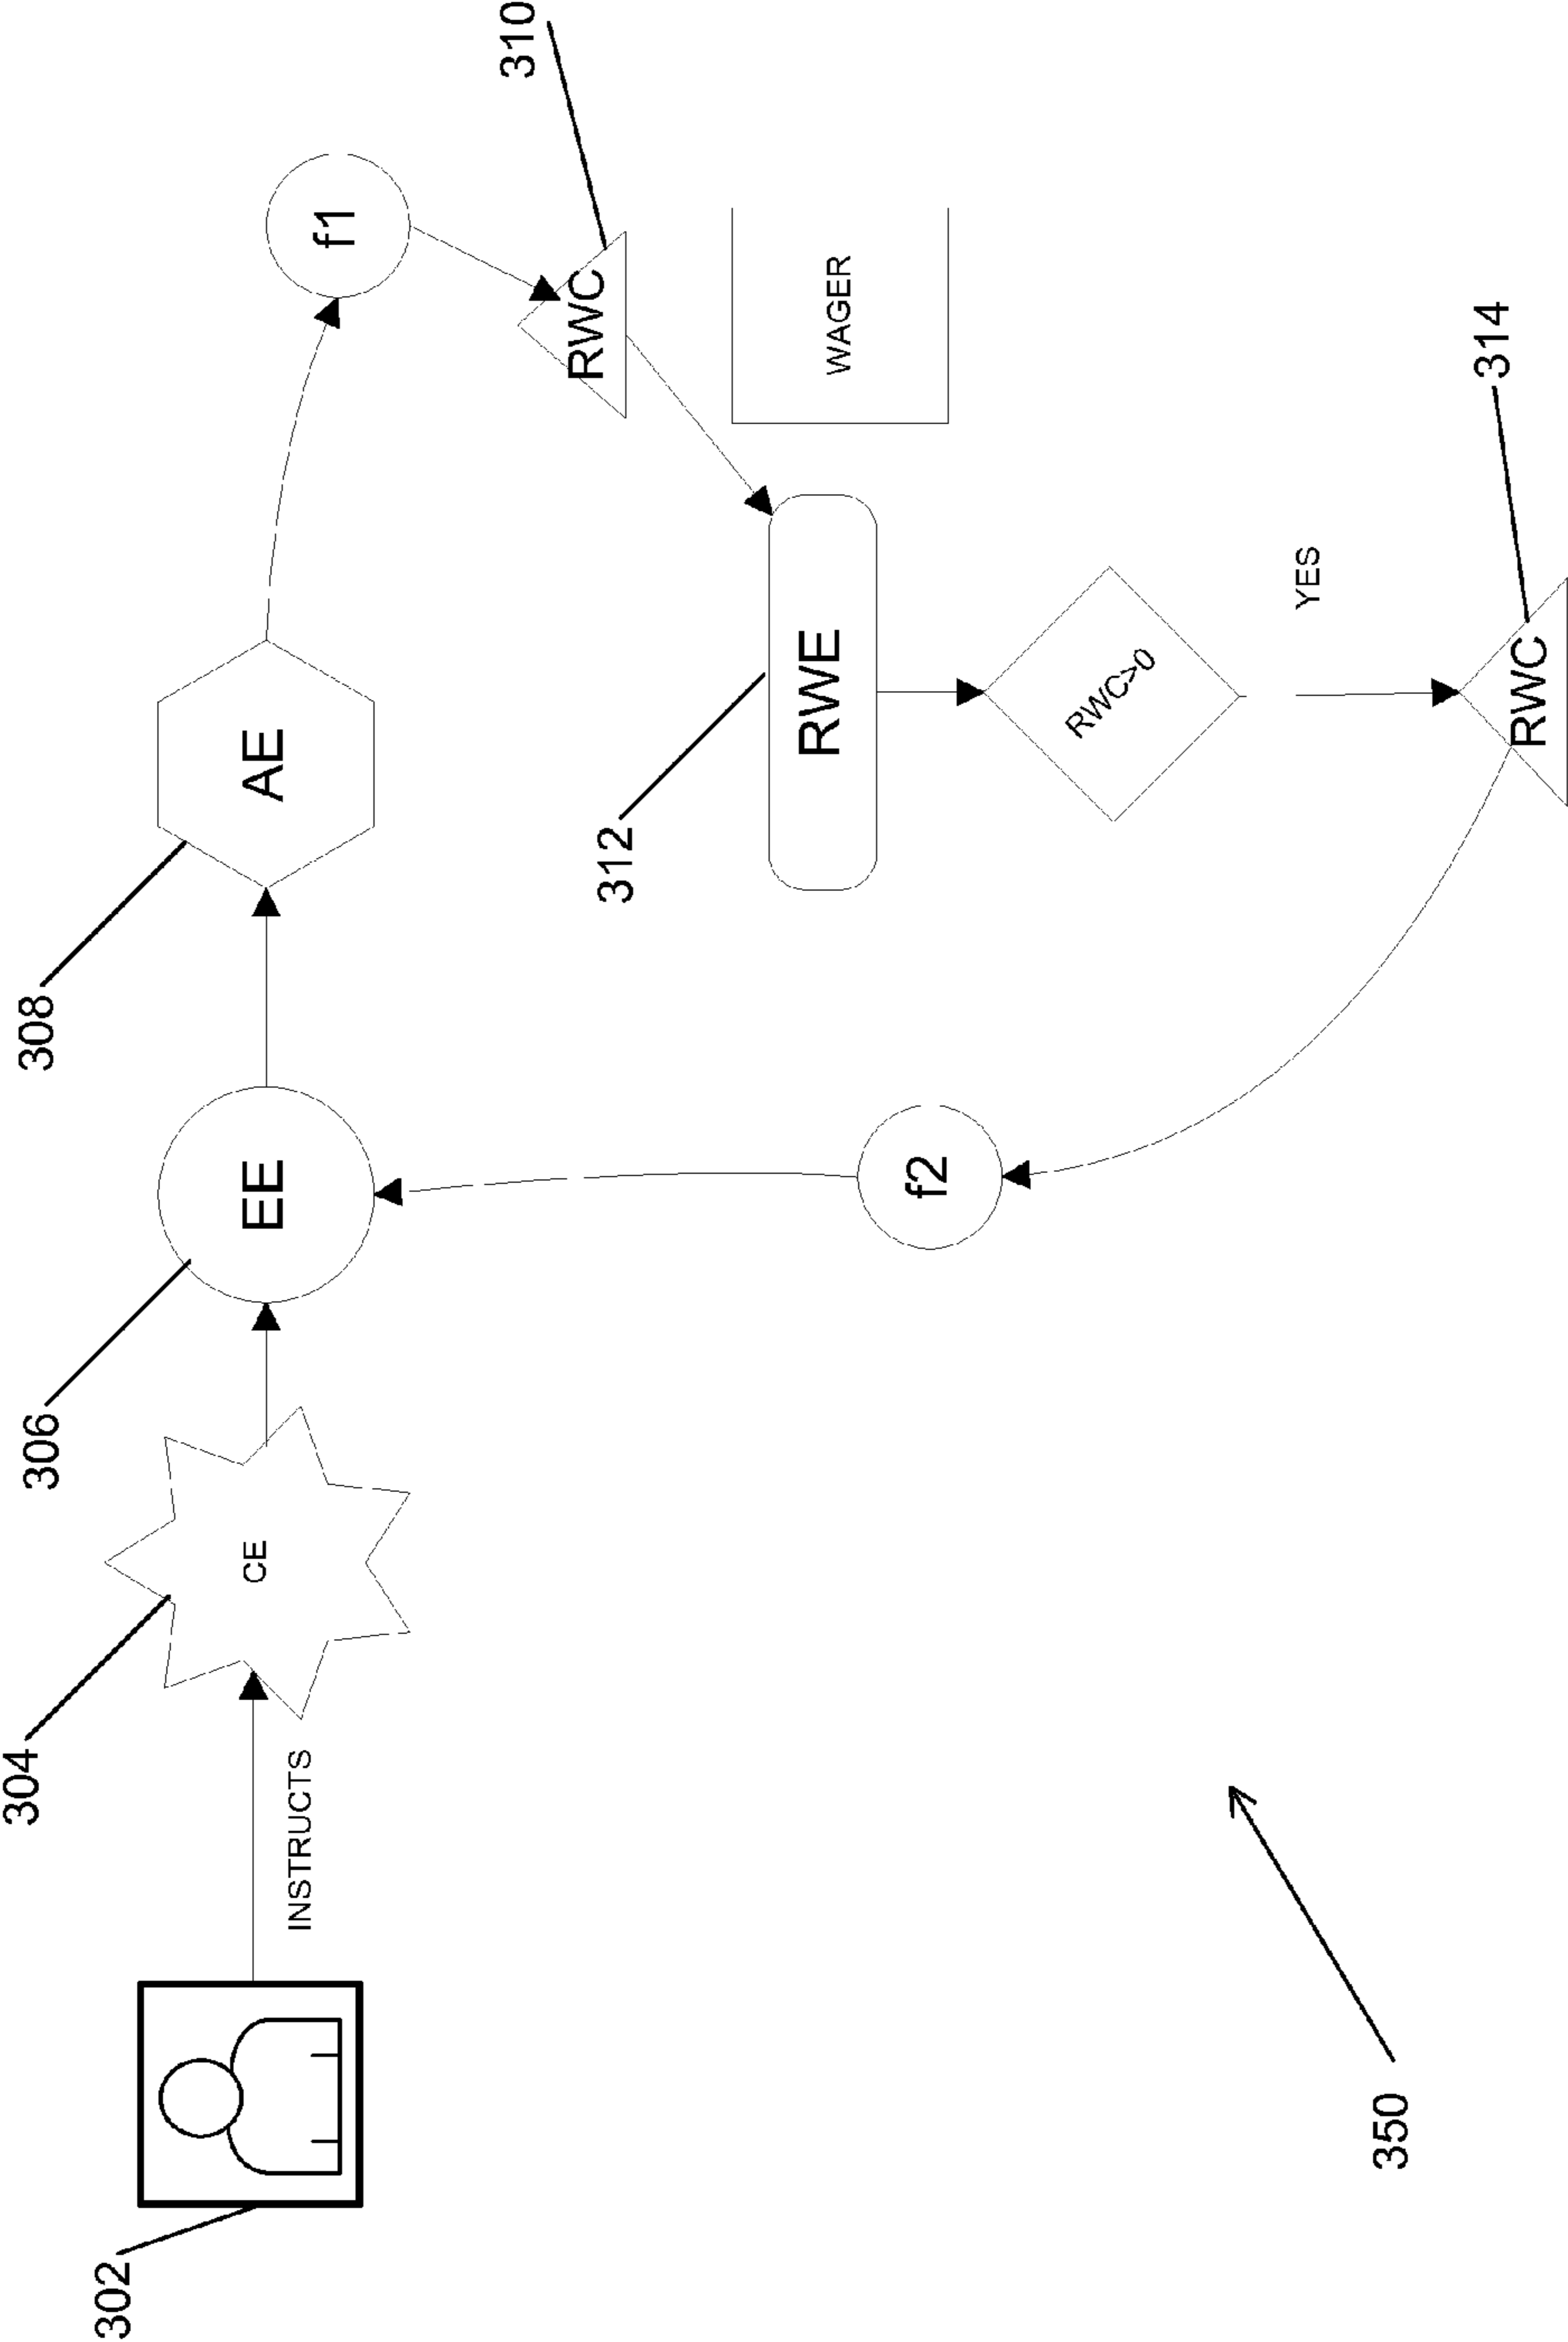 302
304
306
308
310
INSTRUCTS
CE
EE
AE
f1
RWC
312
RWE
WAGER
RWC>0
YES
f2
RWC
314
350